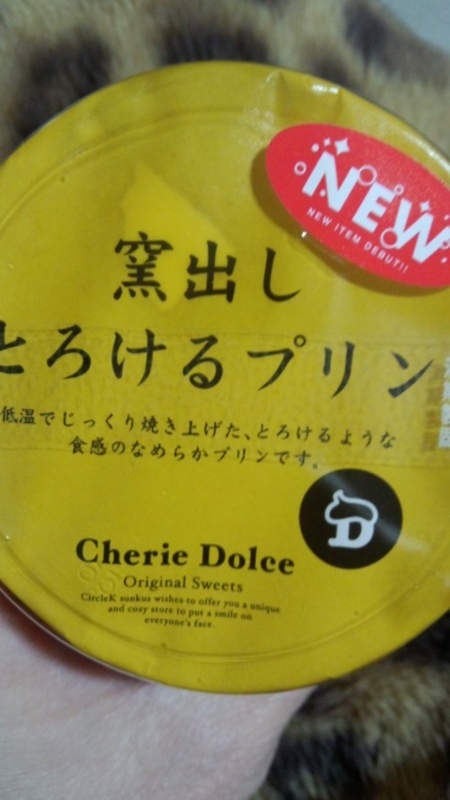 NEW
NEW ITEM DEBUT!!
窯出し
とろけるプリン
低温でじっくり焼き上げた、とろけるような
食感のなめらかプリンです。
D
Cherie Dolce
Original Sweets
CircleK sunkus wishes to offer you a unique
and cozy store to put a smile on
everyone's face.